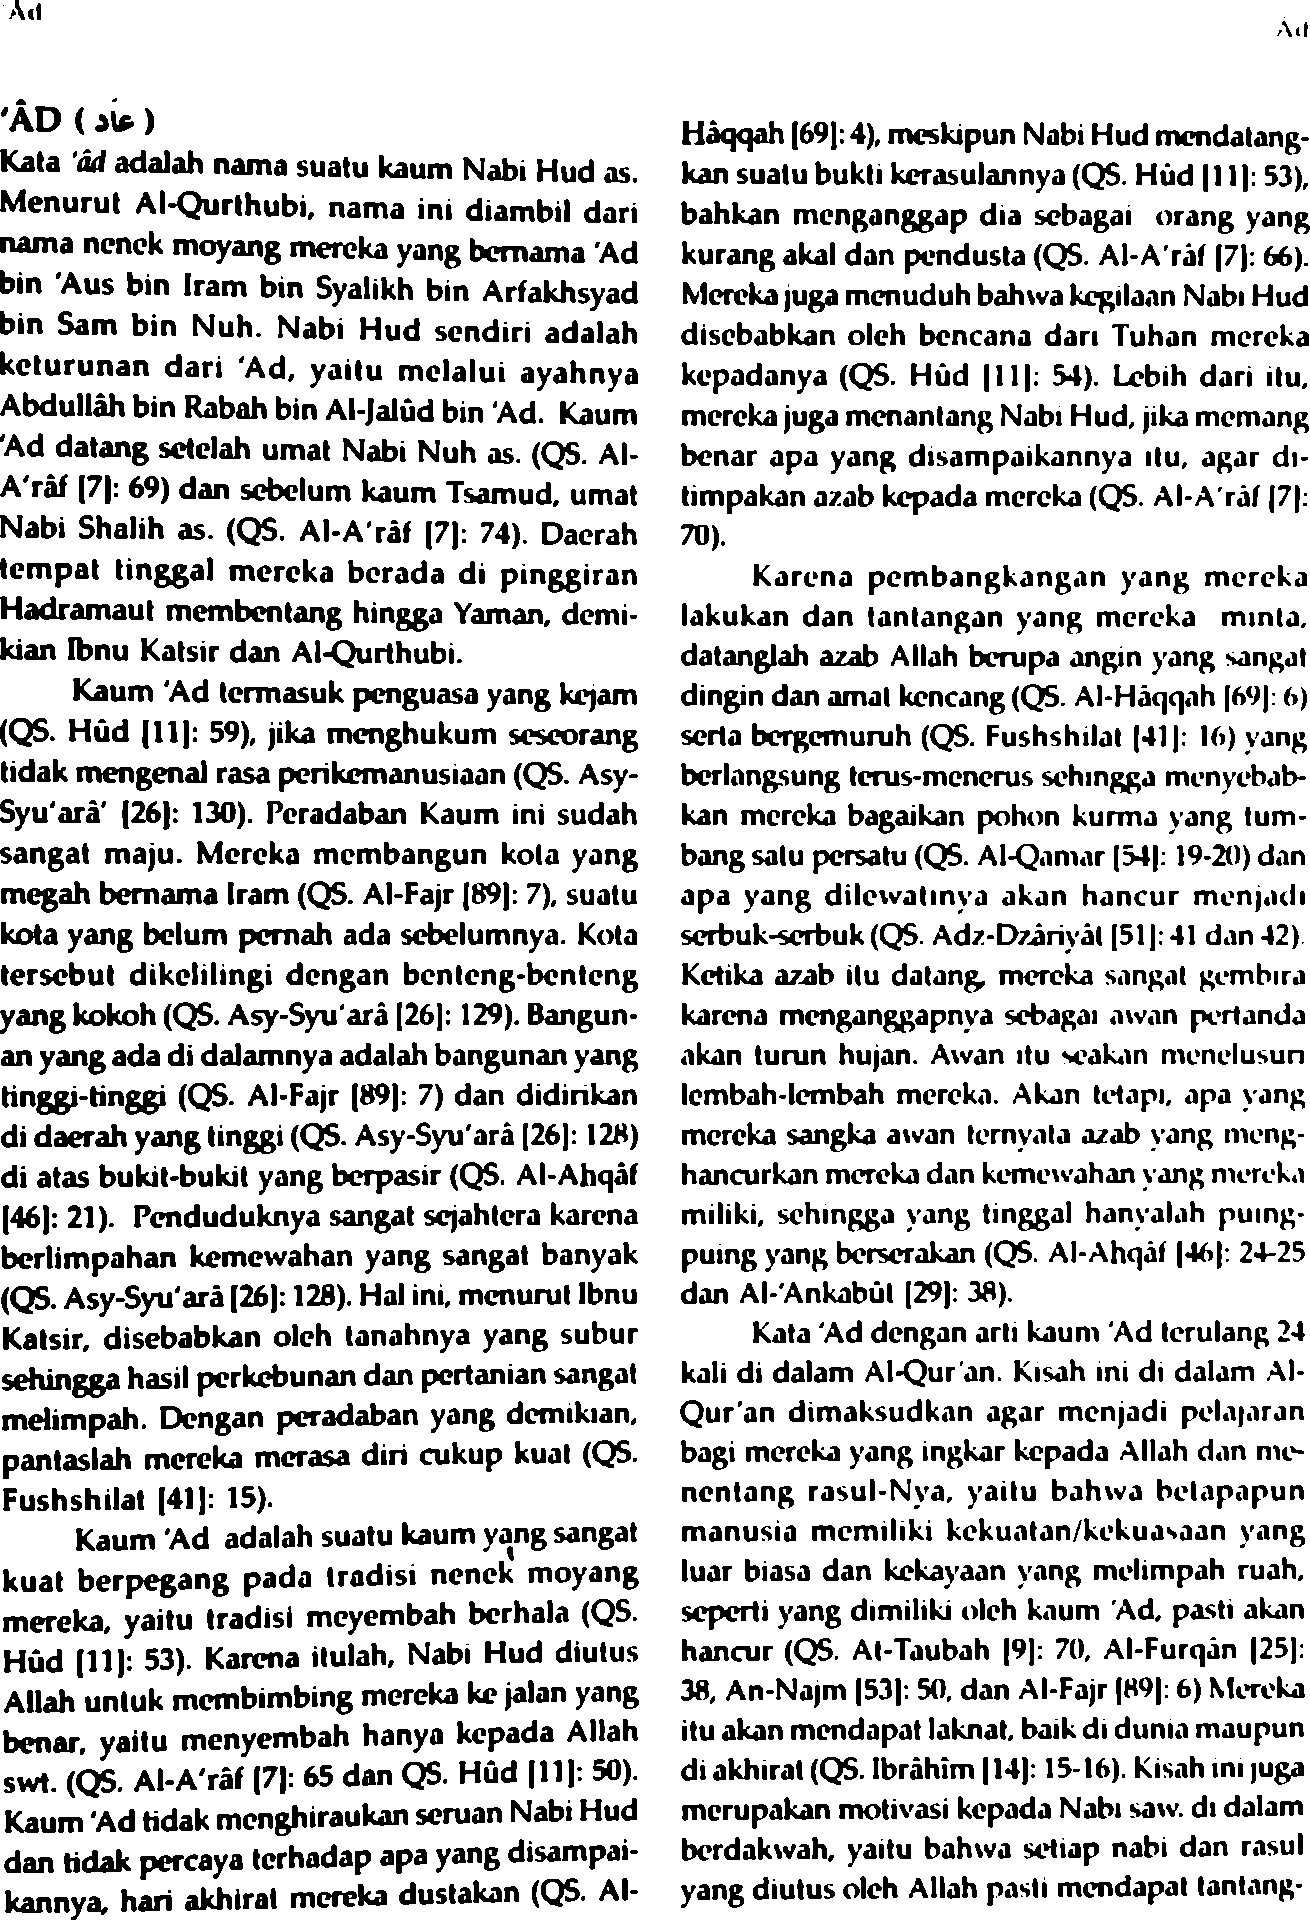 'Ad
Ad
'ÂD ( عَاد )
Kata 'âd adalah nama suatu kaum Nabi Hud as.
Menurut Al-Qurthubi, nama ini diambil dari
nama nenek moyang mereka yang bernama 'Ad
bin 'Aus bin Iram bin Syalikh bin Arfakhsyad
bin Sam bin Nuh. Nabi Hud sendiri adalah
keturunan dari 'Ad, yaitu melalui ayahnya
Abdullâh bin Rabah bin Al-Jalûd bin 'Ad. Kaum
'Ad datang setelah umat Nabi Nuh as. (QS. Al-
A'râf [7]: 69) dan sebelum kaum Tsamud, umat
Nabi Shalih as. (QS. Al-A'râf [7]: 74). Daerah
tempat tinggal mereka berada di pinggiran
Hadramaut membentang hingga Yaman, demi-
kian Ibnu Katsir dan Al-Qurthubi.
Kaum 'Ad termasuk penguasa yang kejam
(QS. Hûd [11]: 59), jika menghukum seseorang
tidak mengenal rasa perikemanusiaan (QS. Asy-
Syu'arâ' [26]: 130). Peradaban Kaum ini sudah
sangat maju. Mereka membangun kota yang
megah bernama Iram (QS. Al-Fajr [89]: 7), suatu
kota yang belum pernah ada sebelumnya. Kota
tersebut dikelilingi dengan benteng-benteng
yang kokoh (QS. Asy-Syu'arâ [26]: 129). Bangun-
an yang ada di dalamnya adalah bangunan yang
tinggi-tinggi (QS. Al-Fajr [89]: 7) dan didirikan
di daerah yang tinggi (QS. Asy-Syu'arâ [26]: 128)
di atas bukit-bukit yang berpasir (QS. Al-Ahqâf
[46]: 21). Penduduknya sangat sejahtera karena
berlimpahan kemewahan yang sangat banyak
(QS. Asy-Syu'arâ [26]: 128). Hal ini, menurut Ibnu
Katsir, disebabkan oleh tanahnya yang subur
sehingga hasil perkebunan dan pertanian sangat
melimpah. Dengan peradaban yang demikian,
pantaslah mereka merasa diri cukup kuat (QS.
Fushshilat [41]: 15).
Kaum 'Ad adalah suatu kaum yang sangat
kuat berpegang pada tradisi nenek moyang
mereka, yaitu tradisi meyembah berhala (QS.
Hûd [11]: 53). Karena itulah, Nabi Hud diutus
Allah untuk membimbing mereka ke jalan yang
benar, yaitu menyembah hanya kepada Allah
swt. (QS. Al-A'râf [7]: 65 dan QS. Hûd [11]: 50).
Kaum 'Ad tidak menghiraukan seruan Nabi Hud
dan tidak percaya terhadap apa yang disampai-
kannya, hari akhirat mereka dustakan (QS. Al-
Hâqqah [69]: 4), meskipun Nabi Hud mendatang-
kan suatu bukti kerasulannya (QS. Hûd [11]: 53),
bahkan menganggap dia sebagai orang yang
kurang akal dan pendusta (QS. Al-A'râf [7]: 66).
Mereka juga menuduh bahwa kegilaan Nabi Hud
disebabkan oleh bencana dari Tuhan mereka
kepadanya (QS. Hûd [11]: 54). Lebih dari itu,
mereka juga menantang Nabi Hud, jika memang
benar apa yang disampaikannya itu, agar di-
timpakan azab kepada mereka (QS. Al-A'râf [7]:
70).
Karena pembangkangan yang mereka
lakukan dan tantangan yang mereka minta,
datanglah azab Allah berupa angin yang sangat
dingin dan amat kencang (QS. Al-Hâqqah [69]: 6)
serta bergemuruh (QS. Fushshilat [41]: 16) yang
berlangsung terus-menerus sehingga menyebab-
kan mereka bagaikan pohon kurma yang tum-
bang satu persatu (QS. Al-Qamar [54]: 19-20) dan
apa yang dilewatinya akan hancur menjadi
serbuk-serbuk (QS. Adz-Dzâriyât [51]: 41 dan 42).
Ketika azab itu datang, mereka sangat gembira
karena menganggapnya sebagai awan pertanda
akan turun hujan. Awan itu seakan menelusuri
lembah-lembah mereka. Akan tetapi, apa yang
mereka sangka awan ternyata azab yang meng-
hancurkan mereka dan kemewahan yang mereka
miliki, sehingga yang tinggal hanyalah puing-
puing yang berserakan (QS. Al-Ahqâf [46]: 24-25
dan Al-'Ankabût [29]: 38).
Kata 'Ad dengan arti kaum 'Ad terulang 24
kali di dalam Al-Qur'an. Kisah ini di dalam Al-
Qur'an dimaksudkan agar menjadi pelajaran
bagi mereka yang ingkar kepada Allah dan me-
nentang rasul-Nya, yaitu bahwa betapapun
manusia memiliki kekuatan/kekuasaan yang
luar biasa dan kekayaan yang melimpah ruah,
seperti yang dimiliki oleh kaum 'Ad, pasti akan
hancur (QS. At-Taubah [9]: 70, Al-Furqân [25]:
38, An-Najm [53]: 50, dan Al-Fajr [89]: 6) Mereka
itu akan mendapat laknat, baik di dunia maupun
di akhirat (QS. Ibrâhîm [14]: 15-16). Kisah ini juga
merupakan motivasi kepada Nabi saw. di dalam
berdakwah, yaitu bahwa setiap nabi dan rasul
yang diutus oleh Allah pasti mendapat tantang-